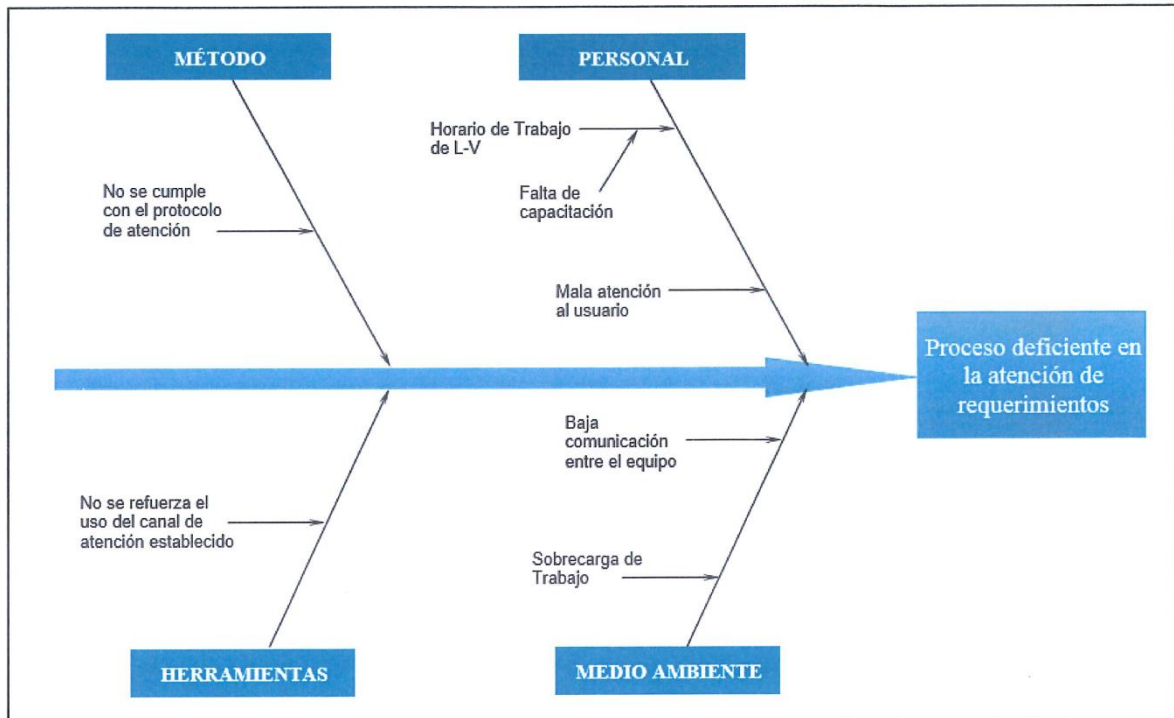 MÉTODO
PERSONAL
Horario de Trabajo
de L-V
Falta de
capacitación
No se cumple
con el protocolo
de atención
Mala atención
al usuario
Proceso deficiente en
la atención de
requerimientos
Baja
comunicación
entre el equipo
No se refuerza el
uso del canal de
atención establecido
Sobrecarga de
Trabajo
HERRAMIENTAS
MEDIO AMBIENTE